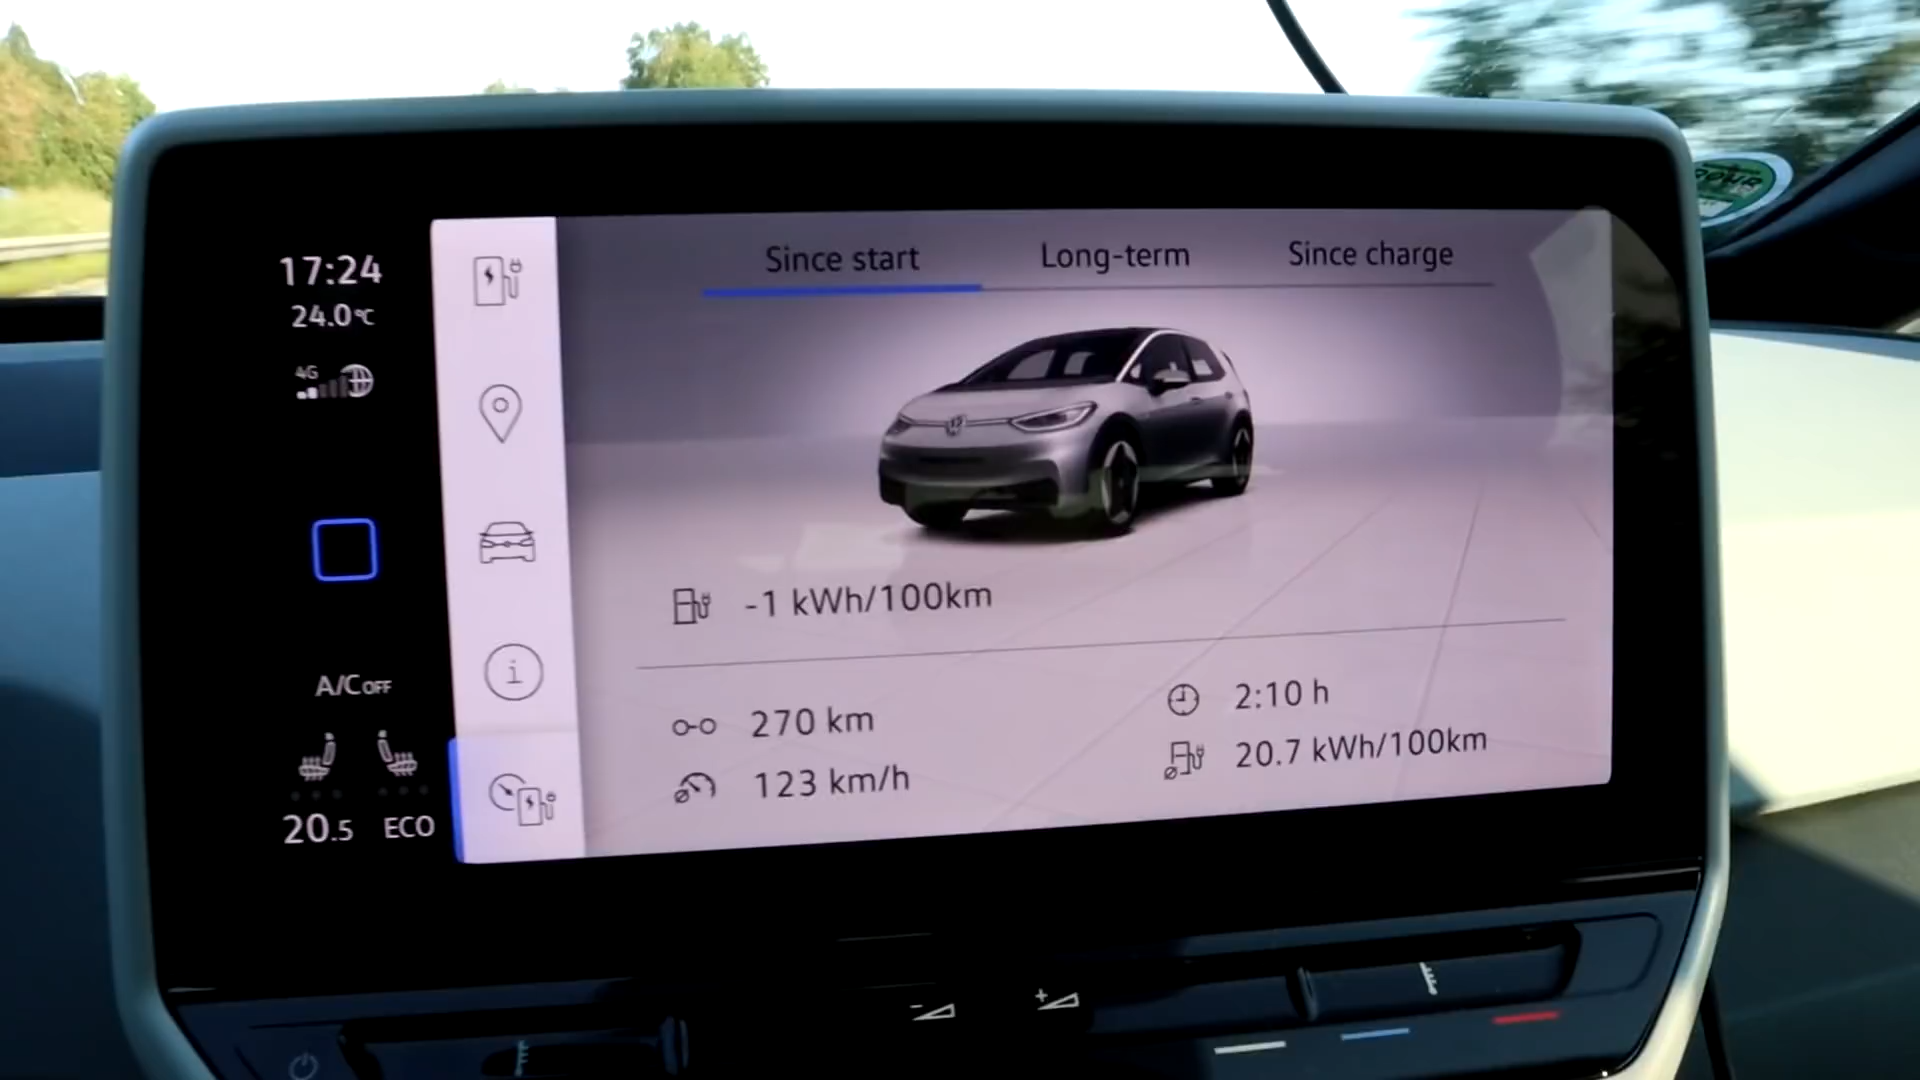 Since start Long-term Since charge
17:24
24.0°C
4G
-1 kWh/100km
270 km 2:10 h
123 km/h 20.7 kWh/100km
A/C OFF
20.5 ECO